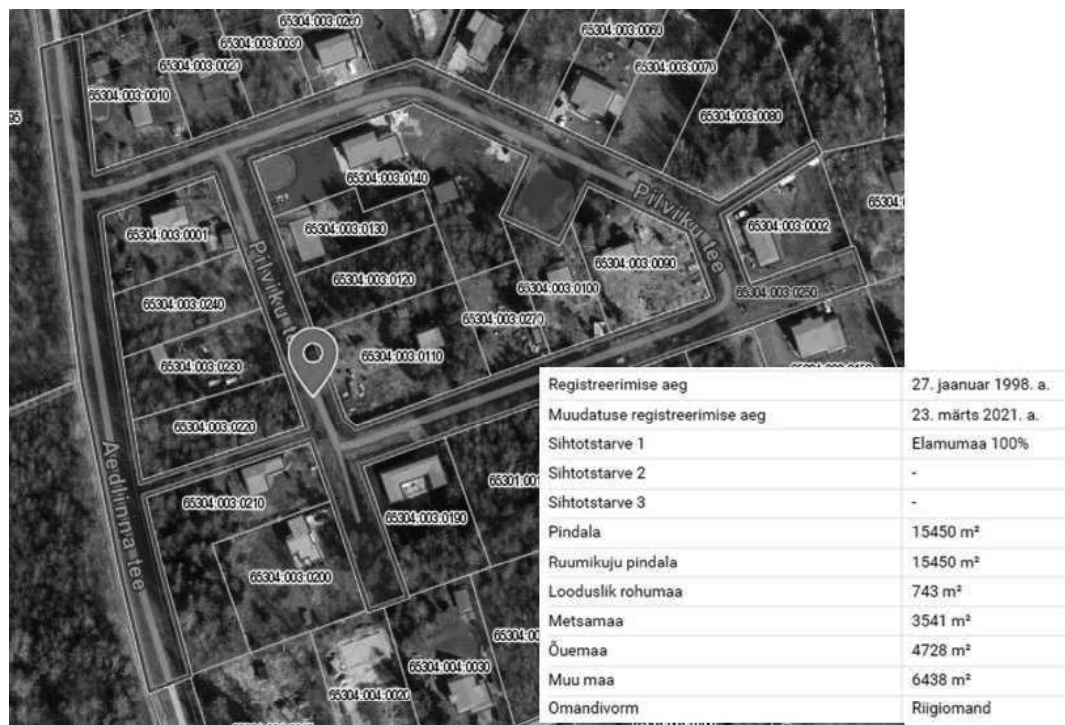 65304:003:0260
65304:003:0030
65304:003:0020
65304:003:0010
65304:003:0060
65304:003:0070
65304:003:0080
95
65304:003:0140
65304:003:0130
65304:003:0120
65304:003:0110
65304:003:0001
65304:003:0240
65304:003:0230
65304:003:0220
65304:003:0210
65304:003:0200
65304:003:0190
65304:003:0270
65304:003:0100
65304:003:0090
65304:003:0002
65304:003:0250
Pilviku tee
Pilviku te
Aedlinna tee
65301:001
65304:004:0030
65304:004:0020
Registreerimise aeg 27. jaanuar 1998. a.
Muudatuse registreerimise aeg 23. märts 2021. a.
Sihtotstarve 1 Elamumaa 100%
Sihtotstarve 2 -
Sihtotstarve 3 -
Pindala 15450 m²
Ruumikuju pindala 15450 m²
Looduslik rohumaa 743 m²
Metsamaa 3541 m²
Õuemaa 4728 m²
Muu maa 6438 m²
Omandivorm Riigiomand